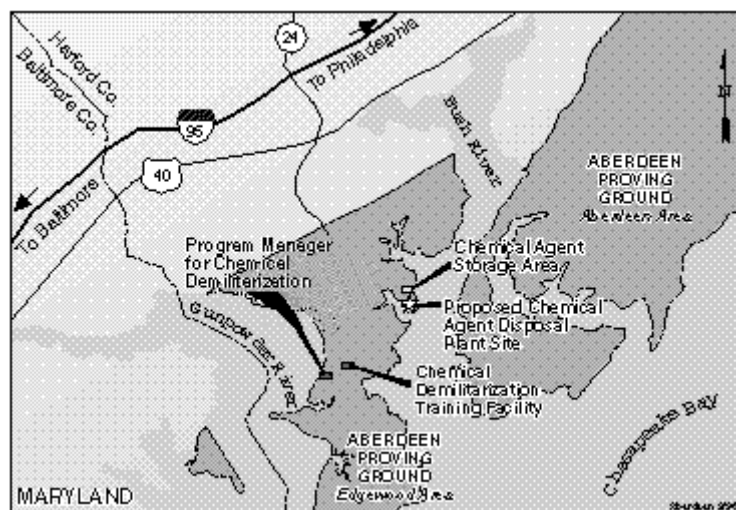 Harford Co.
Baltimore Co.
24
To Philadelphia
95
40
To Baltimore
Bush River
N
ABERDEEN
PROVING
GROUND
Aberdeen Area
Program Manager
for Chemical
Demilitarization
Chemical Agent
Storage Area
Proposed Chemical
Agent Disposal
Plant Site
Gunpowder River
Chemical
Demilitarization
Training Facility
Chesapeake Bay
ABERDEEN
PROVING
GROUND
Edgewood Area
MARYLAND